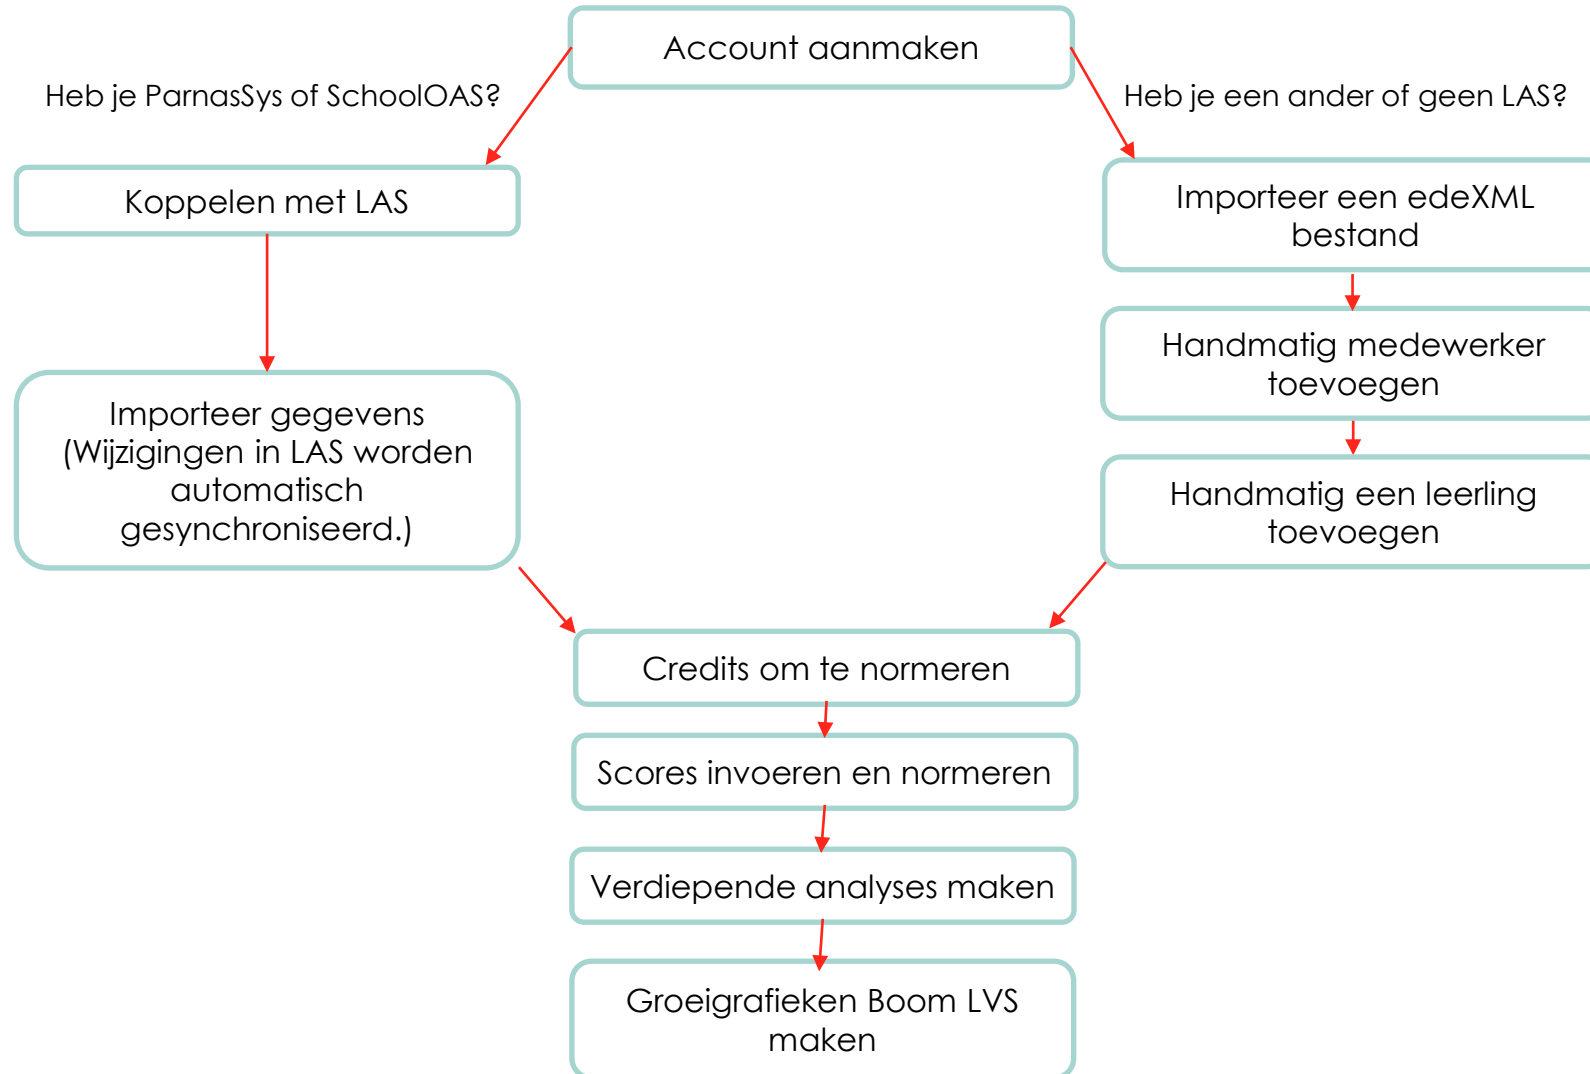 Account aanmaken
Heb je ParnasSys of SchoolOAS?
Heb je een ander of geen LAS?
Koppelen met LAS
Importeer een edeXML
bestand
Handmatig medewerker
toevoegen
Importeer gegevens
(Wijzigingen in LAS worden
automatisch
gesynchroniseerd.)
Handmatig een leerling
toevoegen
Credits om te normeren
Scores invoeren en normeren
Verdiepende analyses maken
Groeigrafieken Boom LVS
maken